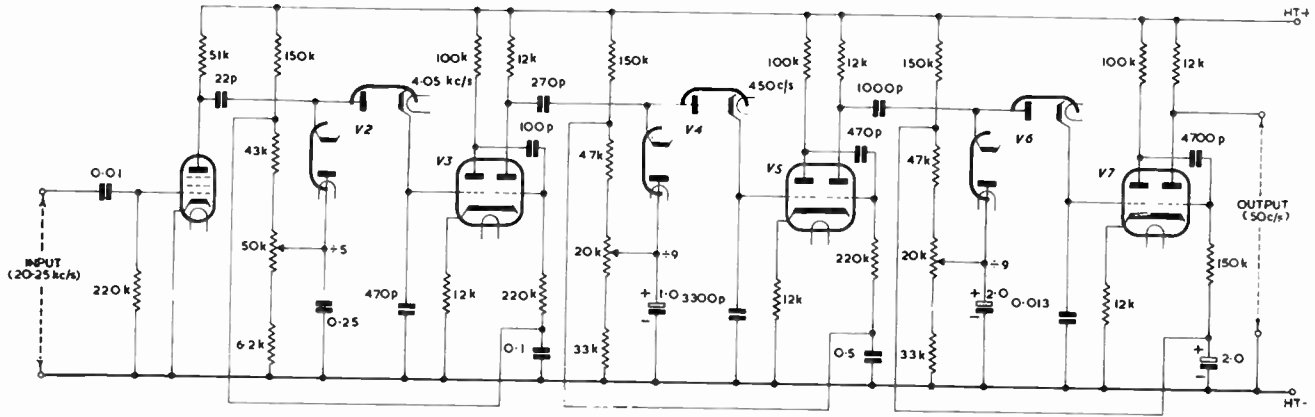 HT+
51k
150k
22p
V2
4.05 kc/s
43k
0.01
INPUT
(20.25 kc/s)
220k
50k
÷5
0.25
6.2k
470p
100k
12k
270p
100p
V3
12k
220k
0.1
150k
V4
450c/s
47k
20k
÷9
+ 1.0
-
33k
3300p
100k
12k
1000p
470p
V5
12k
220k
0.5
150k
V6
47k
20k
÷9
+ 2.0
-
33k
0.013
100k
12k
4700p
V7
12k
150k
+
2.0
-
OUTPUT
(50c/s)
HT-